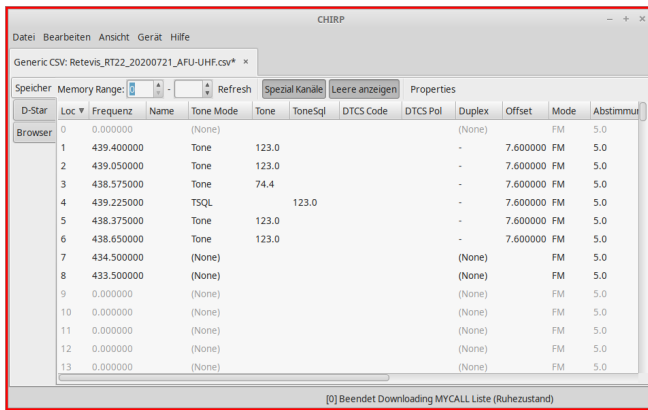 CHIRP
Datei Bearbeiten Ansicht Gerät Hilfe
Generic CSV: Retevis_RT22_20200721_AFU-UHF.csv* ×
Speicher Memory Range: 0 - Refresh Spezial Kanäle Leere anzeigen Properties
D-Star Loc ▼ Frequenz Name Tone Mode Tone ToneSql DTCS Code DTCS Pol Duplex Offset Mode Abstimmu
Browser 0 0.000000 (None) (None) FM 5.0
1 439.400000 Tone 123.0 - 7.600000 FM 5.0
2 439.050000 Tone 123.0 - 7.600000 FM 5.0
3 438.575000 Tone 74.4 - 7.600000 FM 5.0
4 439.225000 TSQL 123.0 - 7.600000 FM 5.0
5 438.375000 Tone 123.0 - 7.600000 FM 5.0
6 438.650000 Tone 123.0 - 7.600000 FM 5.0
7 434.500000 (None) (None) FM 5.0
8 433.500000 (None) (None) FM 5.0
9 0.000000 (None) (None) FM 5.0
10 0.000000 (None) (None) FM 5.0
11 0.000000 (None) (None) FM 5.0
12 0.000000 (None) (None) FM 5.0
13 0.000000 (None) (None) FM 5.0
[0] Beendet Downloading MYCALL Liste (Ruhezustand)